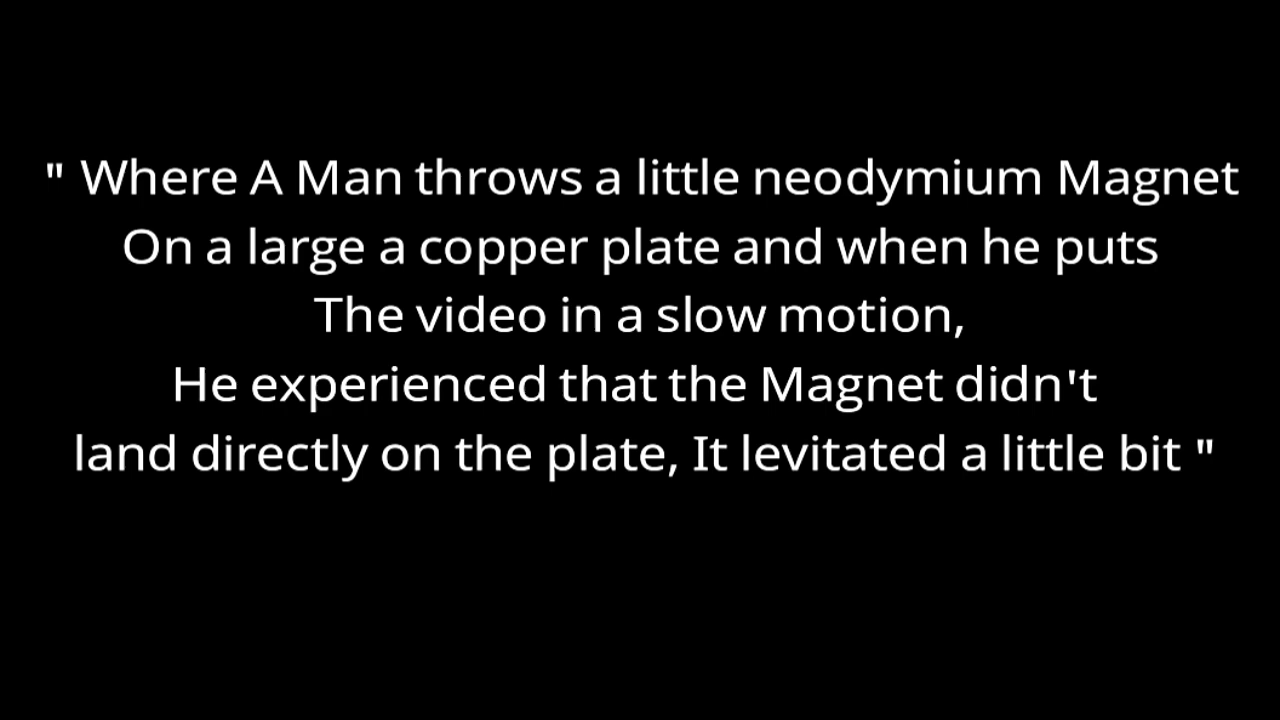 " Where A Man throws a little neodymium Magnet
On a large a copper plate and when he puts
The video in a slow motion,
He experienced that the Magnet didn't
land directly on the plate, It levitated a little bit "